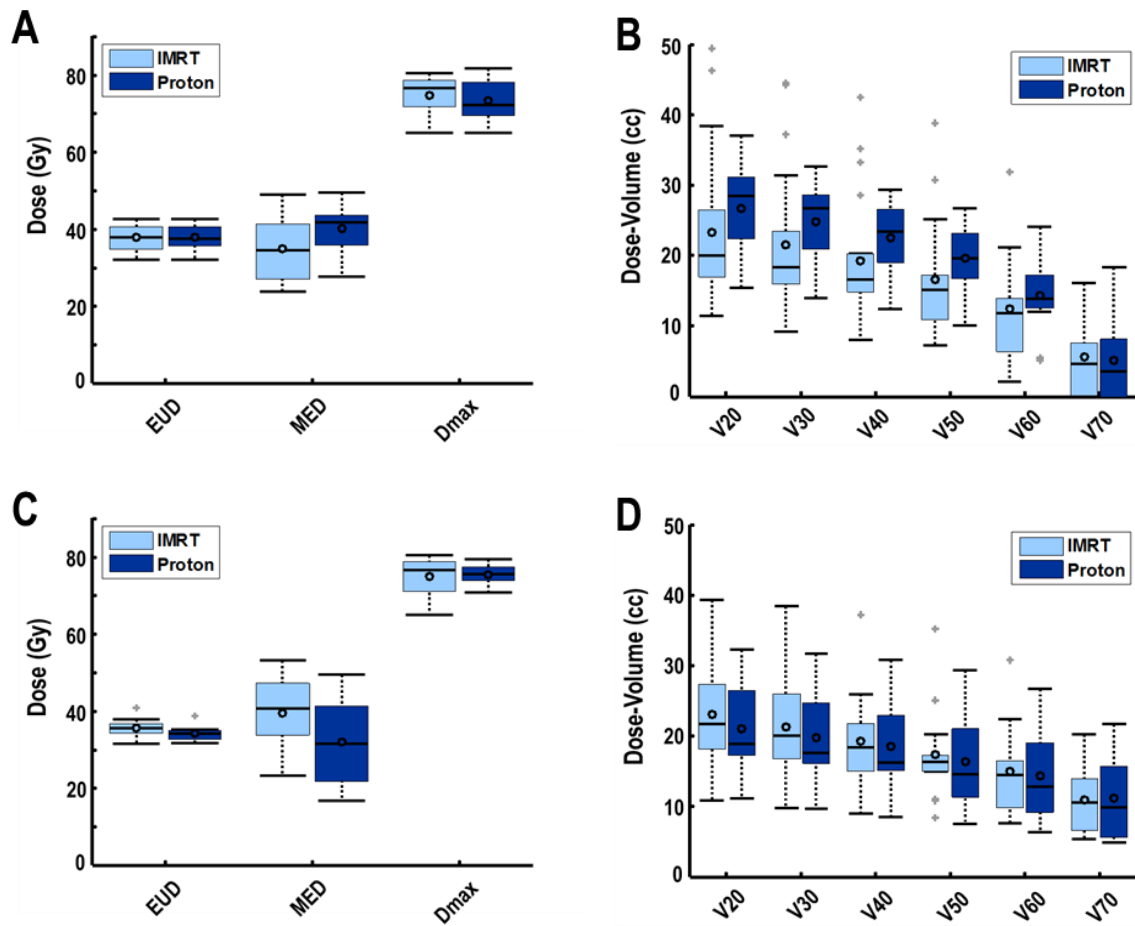 A
IMRT
Proton
Dose (Gy)
80
60
40
20
0
EUD
MED
Dmax
B
IMRT
Proton
Dose-Volume (cc)
50
40
30
20
10
0
V20
V30
V40
V50
V60
V70
C
IMRT
Proton
Dose (Gy)
80
60
40
20
0
EUD
MED
Dmax
D
IMRT
Proton
Dose-Volume (cc)
50
40
30
20
10
0
V20
V30
V40
V50
V60
V70